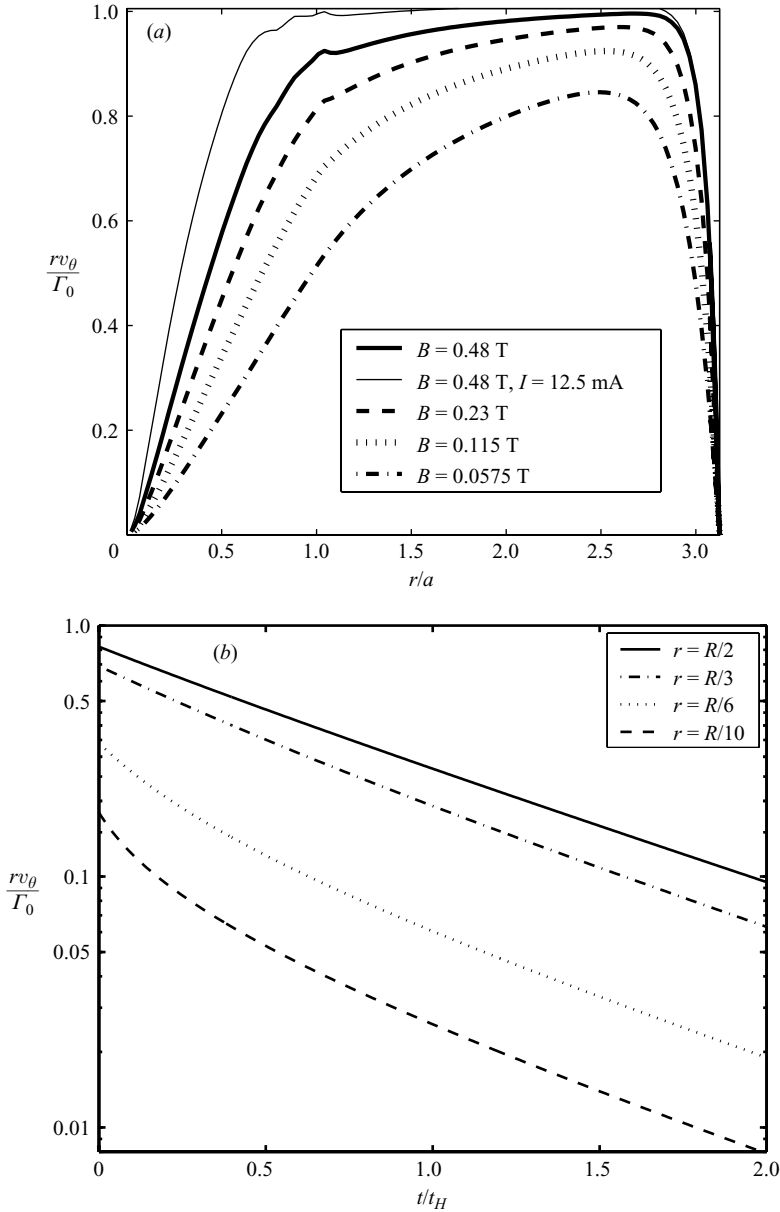 (a)
1.0
0.8
0.6
0.4
0.2
rv_θ
Γ_0
B = 0.48 T
B = 0.48 T, I = 12.5 mA
B = 0.23 T
B = 0.115 T
B = 0.0575 T
0 0.5 1.0 1.5 2.0 2.5 3.0
r/a
(b)
1.0
0.5
0.1
0.05
0.01
rv_θ
Γ_0
r = R/2
r = R/3
r = R/6
r = R/10
0 0.5 1.0 1.5 2.0
t/t_H